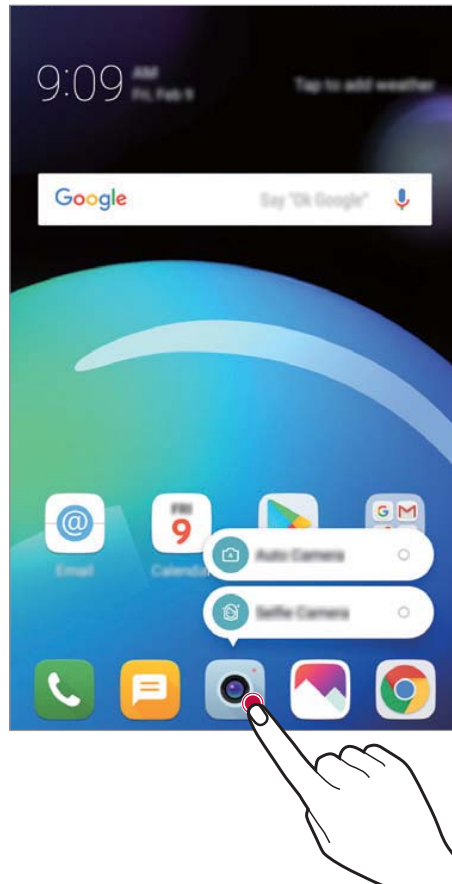 9:09 AM
Fri, Feb 9
Tap to add weather
Google Say "Ok Google"
@
FRI
9
G M
Email
Calendar
Auto Camera
Selfie Camera